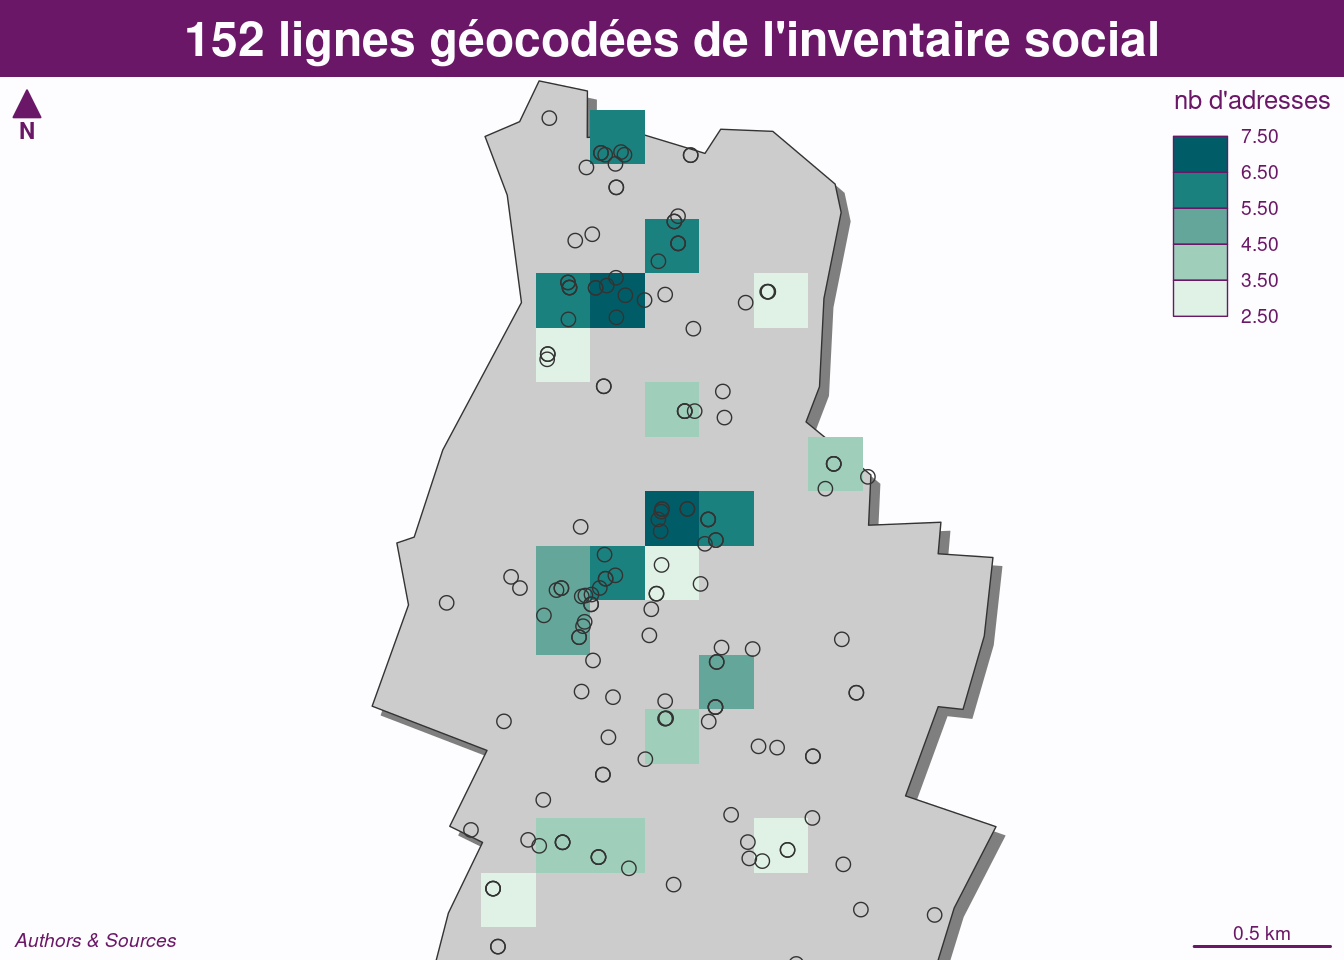 152 lignes géocodées de l'inventaire social
N
nb d'adresses
7.50
6.50
5.50
4.50
3.50
2.50
Authors & Sources
0.5 km